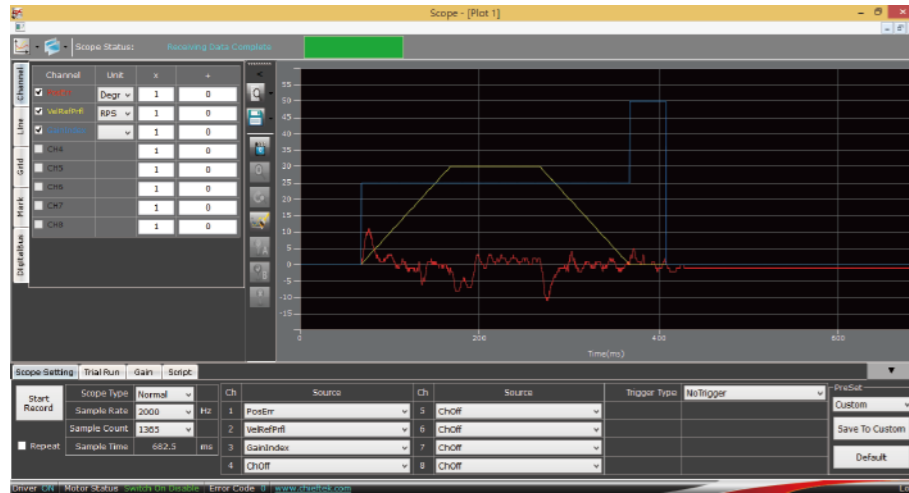 Scope - [Plot 1]
Scope Status: Receiving Data Complete
Channel Unit x +
PosErr Degr 1 0
VelRefPrfl RPS 1 0
GainIndex 1 0
CH4 1 0
CH5 1 0
CH6 1 0
CH7 1 0
CH8 1 0
Channel
Line
Grid
Mark
DigitalBus
55
50
45
40
35
30
25
20
15
10
5
0
-5
-10
-15
0 200 400 600
Time(ms)
Scope Setting Trial Run Gain Script
Start Record
Repeat
Scope Type Normal
Sample Rate 2000 Hz
Sample Count 1365
Sample Time 682.5 ms
Ch Source Ch Source
1 PosErr 5 ChOff
2 VelRefPrfl 6 ChOff
3 GainIndex 7 ChOff
4 ChOff 8 ChOff
Trigger Type NoTrigger
PreSet
Custom
Save To Custom
Default
Driver ON Motor Status Switch On Disable Error Code 0 www.chieltek.com